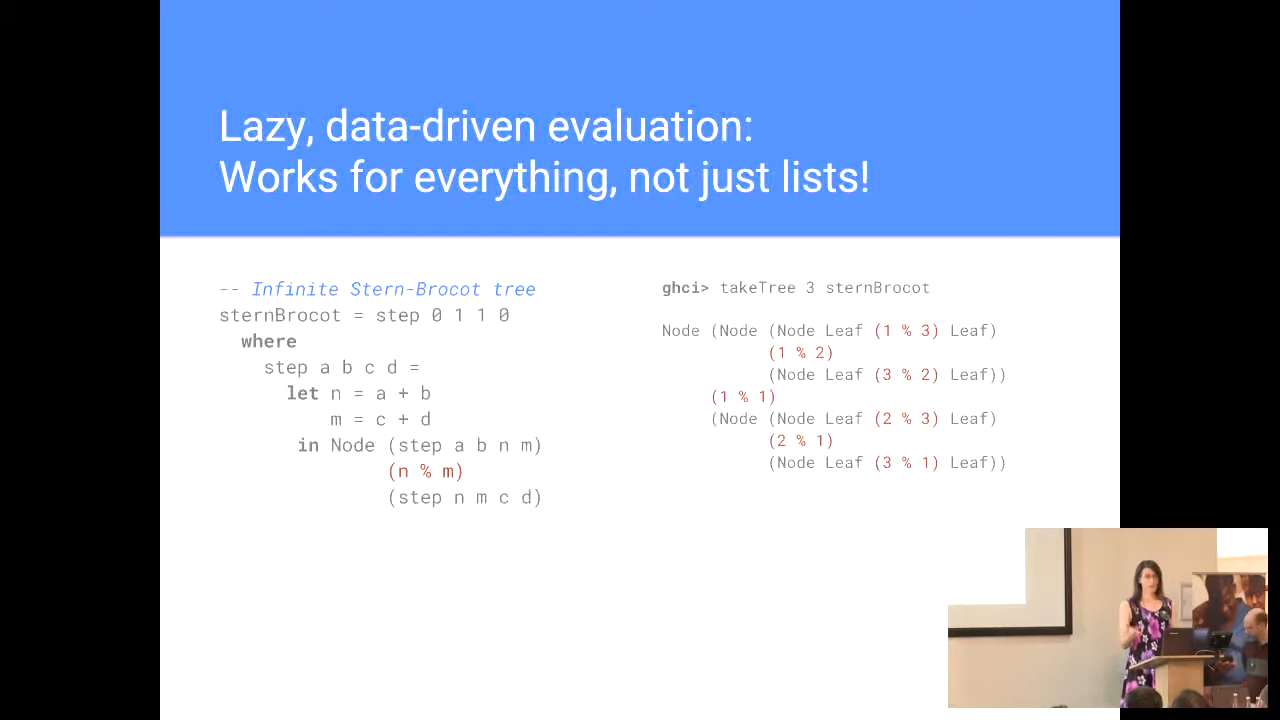 Lazy, data-driven evaluation:
Works for everything, not just lists!
-- Infinite Stern-Brocot tree
sternBrocot = step 0 1 1 0
where
step a b c d =
let n = a + b
m = c + d
in Node (step a b n m)
(n % m)
(step n m c d)
ghci> takeTree 3 sternBrocot
Node (Node (Node Leaf (1 % 3) Leaf)
(1 % 2)
(Node Leaf (3 % 2) Leaf))
(1 % 1)
(Node (Node Leaf (2 % 3) Leaf)
(2 % 1)
(Node Leaf (3 % 1) Leaf))